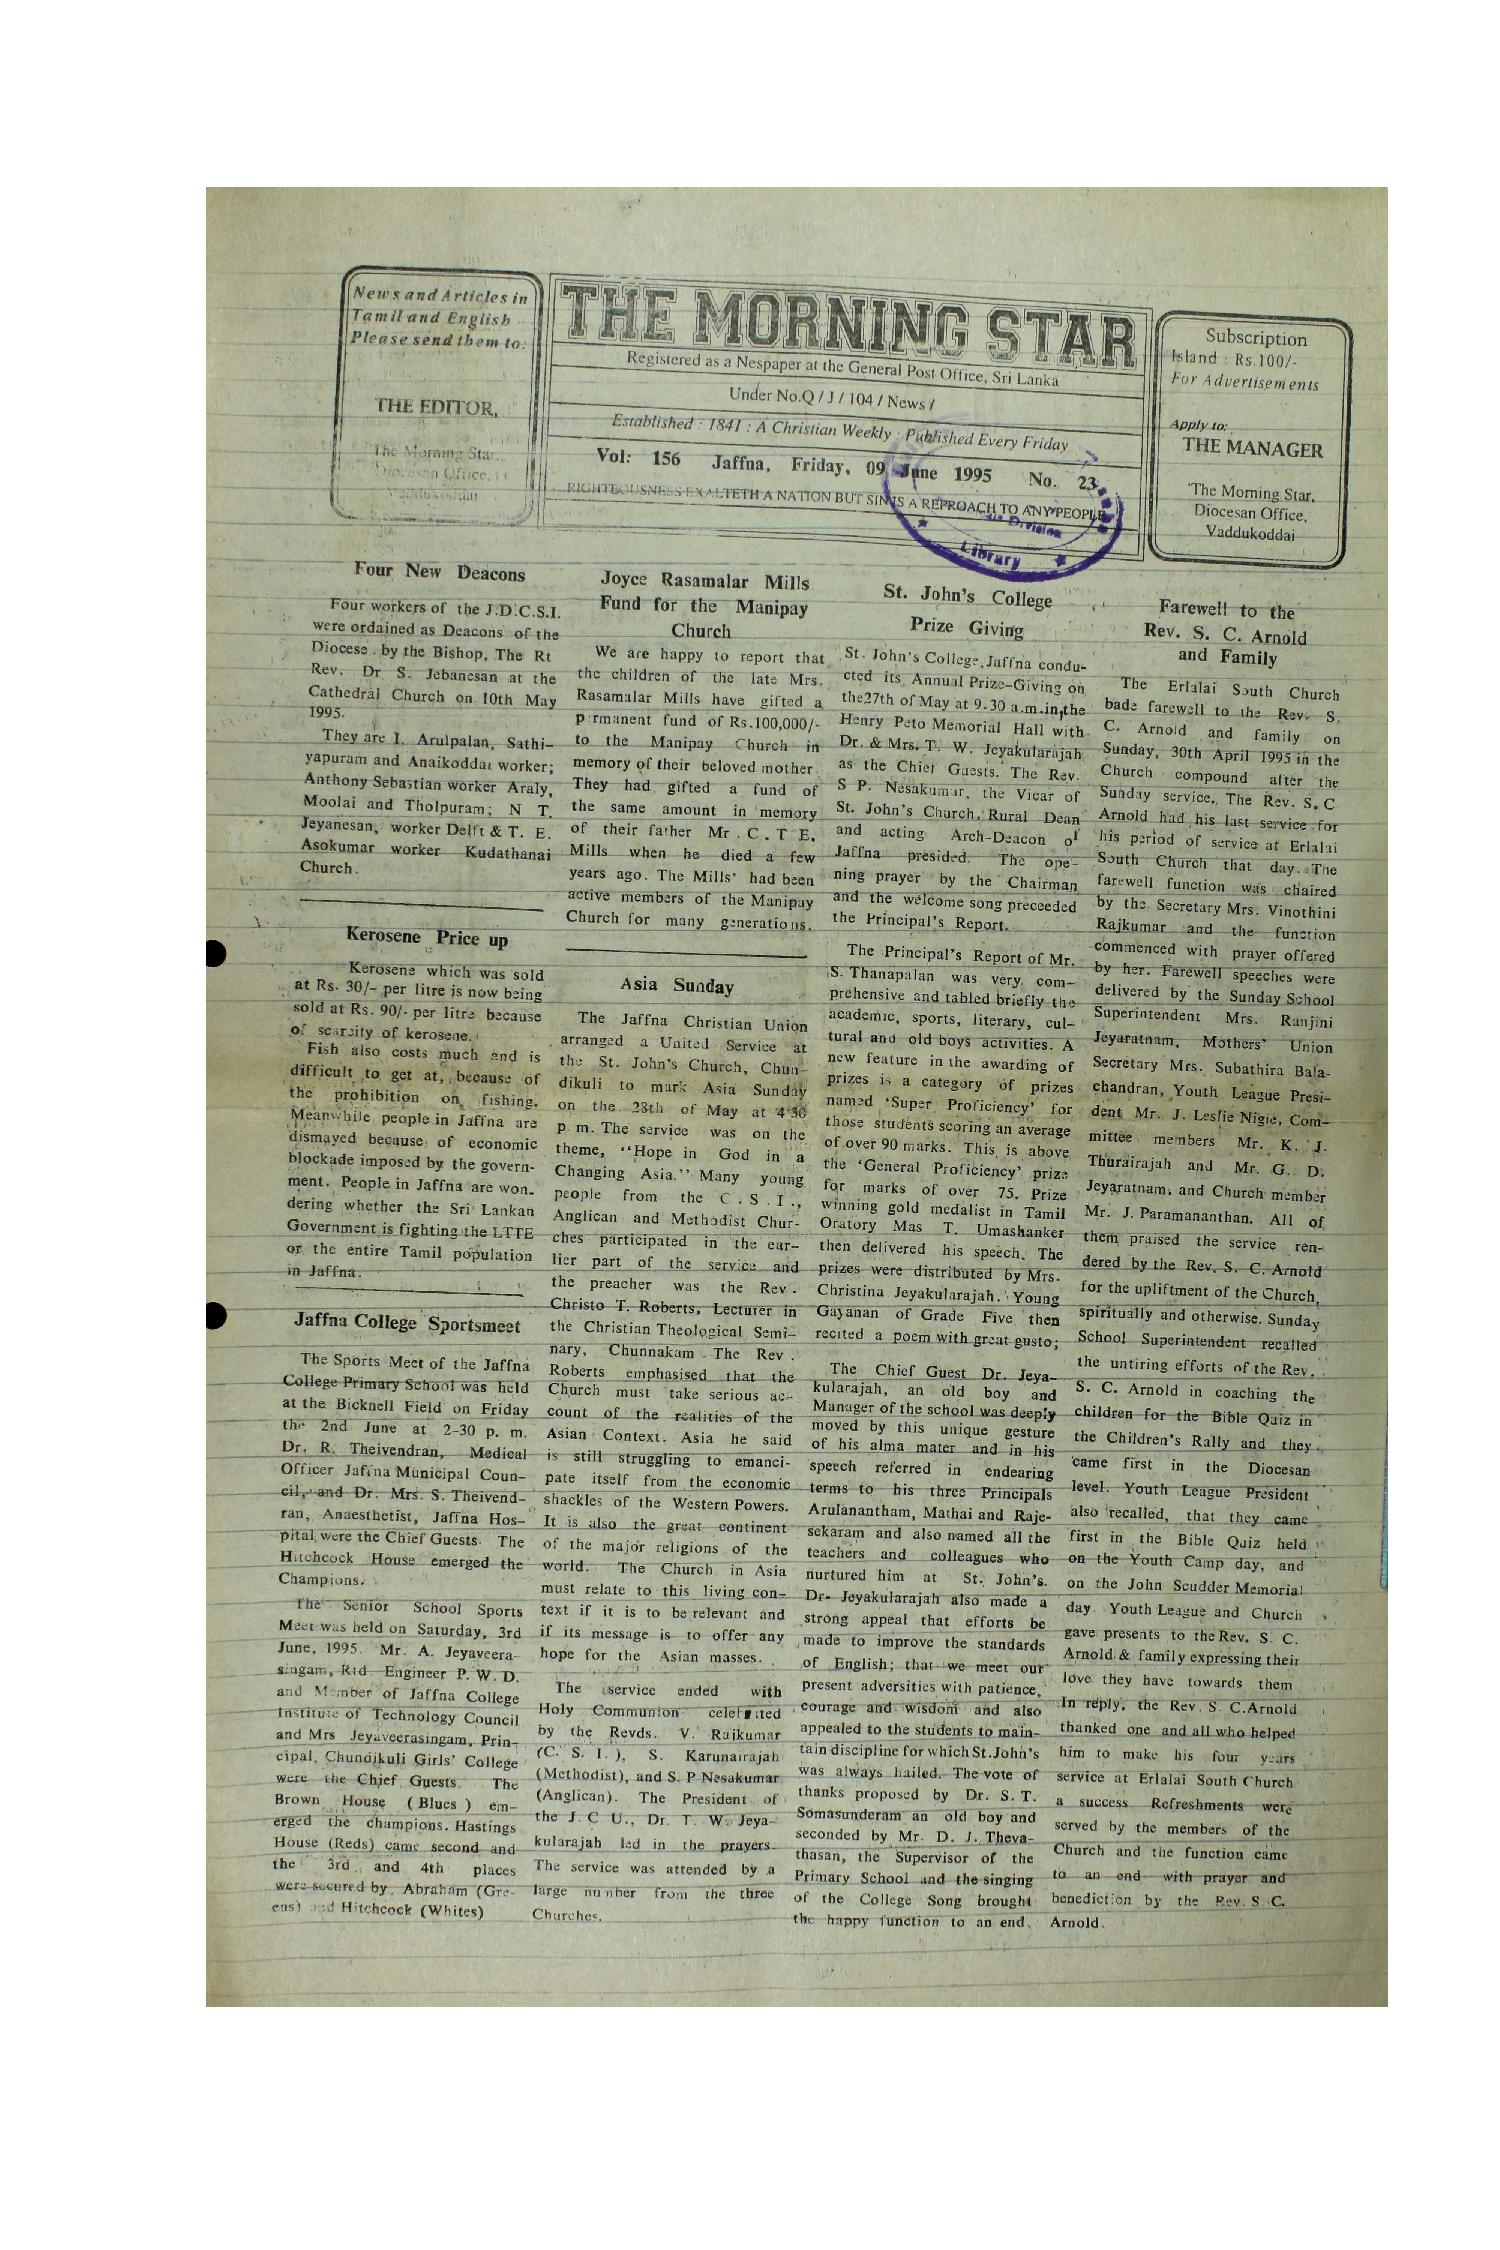 News and Articles in
Tamil and English
Please send them to:
THE EDITOR,
The Morning Star,
Diocesan Office,
Vaddukoddai
THE MORNING STAR
Registered as a Nespaper at the General Post Office, Sri Lanka
Under No.Q / J / 104 / News /
Established : 1841 : A Christian Weekly : Published Every Friday
Vol: 156 Jaffna, Friday, 09 June 1995 No. 23
RIGHTEOUSNESS EXALTETH A NATION BUT SIN IS A REPROACH TO ANY PEOPLE
Division
Library
Subscription
Island : Rs.100/-
For Advertisements
Apply to:
THE MANAGER
The Morning Star,
Diocesan Office,
Vaddukoddai
Four New Deacons
Four workers of the J.D.C.S.I.
were ordained as Deacons of the
Diocese by the Bishop, The Rt
Rev. Dr S. Jebanesan at the
Cathedral Church on 10th May
1995.
They are I. Arulpalan, Sathi-
yapuram and Anaikoddai worker;
Anthony Sebastian worker Araly,
Moolai and Tholpuram; N T.
Jeyanesan, worker Delft & T. E.
Asokumar worker Kudathanai
Church.
Kerosene Price up
Kerosene which was sold
at Rs. 30/- per litre is now being
sold at Rs. 90/- per litre because
of scarcity of kerosene.
Fish also costs much and is
difficult to get at, because of
the prohibition on fishing.
Meanwhile people in Jaffna are
dismayed because of economic
blockade imposed by the govern-
ment. People in Jaffna are won-
dering whether the Sri Lankan
Government is fighting the LTTE
or the entire Tamil population
in Jaffna.
Jaffna College Sportsmeet
The Sports Meet of the Jaffna
College Primary School was held
at the Bicknell Field on Friday
the 2nd June at 2-30 p. m.
Dr. R. Theivendran, Medical
Officer Jaffna Municipal Coun-
cil, and Dr. Mrs. S. Theivend-
ran, Anaesthetist, Jaffna Hos-
pital were the Chief Guests. The
Hitchcock House emerged the
Champions.
The Senior School Sports
Meet was held on Saturday, 3rd
June, 1995. Mr. A. Jeyaveera-
singam, Rtd. Engineer P. W. D.
and Member of Jaffna College
Institute of Technology Council
and Mrs Jeyaveerasingam, Prin-
cipal, Chundikuli Girls' College
were the Chief Guests. The
Brown House ( Blues ) em-
erged the champions. Hastings
House (Reds) came second and
the 3rd and 4th places
were secured by Abraham (Gre-
ens) and Hitchcock (Whites)
Joyce Rasamalar Mills
Fund for the Manipay
Church
We are happy to report that
the children of the late Mrs.
Rasamalar Mills have gifted a
permanent fund of Rs.100,000/-
to the Manipay Church in
memory of their beloved mother
They had gifted a fund of
the same amount in memory
of their father Mr . C . T E.
Mills when he died a few
years ago. The Mills' had been
active members of the Manipay
Church for many generations.
Asia Sunday
The Jaffna Christian Union
arranged a United Service at
the St. John's Church, Chun-
dikuli to mark Asia Sunday
on the 28th of May at 4-30
p m. The service was on the
theme, "Hope in God in a
Changing Asia." Many young
people from the C . S . I .,
Anglican and Methodist Chur-
ches participated in the ear-
lier part of the service and
the preacher was the Rev.
Christo T. Roberts, Lecturer in
the Christian Theological Semi-
nary, Chunnakam. The Rev.
Roberts emphasised that the
Church must take serious ac-
count of the realities of the
Asian Context. Asia he said
is still struggling to emanci-
pate itself from the economic
shackles of the Western Powers.
It is also the great continent
of the major religions of the
world. The Church in Asia
must relate to this living con-
text if it is to be relevant and
if its message is to offer any
hope for the Asian masses.
The service ended with
Holy Communion celebrated
by the Revds. V. Rajkumar
(C. S. I.), S. Karunairajah
(Methodist), and S. P Nesakumar
(Anglican). The President of
the J. C U., Dr. T. W. Jeya-
kularajah led in the prayers.
The service was attended by a
large number from the three
Churches.
St. John's College
Prize Giving
St. John's College, Jaffna condu-
cted its Annual Prize-Giving on
the27th of May at 9-30 a.m.in,the
Henry Peto Memorial Hall with
Dr. & Mrs. T. W. Jeyakularajah
as the Chief Guests. The Rev.
S P. Nesakumar, the Vicar of
St. John's Church, Rural Dean
and acting Arch-Deacon of
Jaffna presided. The ope-
ning prayer by the Chairman
and the welcome song preceeded
the Principal's Report.
The Principal's Report of Mr.
S. Thanapalan was very com-
prehensive and tabled briefly the
academic, sports, literary, cul-
tural and old boys activities. A
new feature in the awarding of
prizes is a category of prizes
named 'Super Proficiency' for
those students scoring an average
of over 90 marks. This is above
the 'General Proficiency' prize
for marks of over 75. Prize
winning gold medalist in Tamil
Oratory Mas T. Umashanker
then delivered his speech. The
prizes were distributed by Mrs.
Christina Jeyakularajah. Young
Gayanan of Grade Five then
recited a poem with great gusto;
The Chief Guest Dr. Jeya-
kularajah, an old boy and
Manager of the school was deeply
moved by this unique gesture
of his alma mater and in his
speech referred in endearing
terms to his three Principals
Arulanantham, Mathai and Raje-
sekaram and also named all the
teachers and colleagues who
nurtured him at St. John's.
Dr. Jeyakularajah also made a
strong appeal that efforts be
made to improve the standards
of English; that we meet our
present adversities with patience,
courage and wisdom and also
appealed to the students to main-
tain discipline for which St.John's
was always hailed. The vote of
thanks proposed by Dr. S. T.
Somasunderam an old boy and
seconded by Mr. D. J. Theva-
thasan, the Supervisor of the
Primary School and the singing
of the College Song brought
the happy function to an end.
Farewell to the
Rev. S. C. Arnold
and Family
The Erlalai South Church
bade farewell to the Rev. S.
C. Arnold and family on
Sunday, 30th April 1995 in the
Church compound after the
Sunday service. The Rev. S. C
Arnold had his last service for
his period of service at Erlalai
South Church that day. The
farewell function was chaired
by the Secretary Mrs. Vinothini
Rajkumar and the function
commenced with prayer offered
by her. Farewell speeches were
delivered by the Sunday School
Superintendent Mrs. Ranjini
Jeyaratnam, Mothers' Union
Secretary Mrs. Subathira Bala-
chandran, Youth League Presi-
dent Mr. J. Leslie Nigie, Com-
mittee members Mr. K. J.
Thurairajah and Mr. G. D.
Jeyaratnam, and Church member
Mr. J. Paramananthan. All of
them praised the service ren-
dered by the Rev. S. C. Arnold
for the upliftment of the Church,
spiritually and otherwise. Sunday
School Superintendent recalled
the untiring efforts of the Rev.
S. C. Arnold in coaching the
children for the Bible Quiz in
the Children's Rally and they
came first in the Diocesan
level. Youth League President
also recalled, that they came
first in the Bible Quiz held
on the Youth Camp day, and
on the John Scudder Memorial
day. Youth League and Church
gave presents to the Rev. S. C.
Arnold & family expressing their
love they have towards them
In reply, the Rev. S. C.Arnold
thanked one and all who helped
him to make his four years
service at Erlalai South Church
a success Refreshments were
served by the members of the
Church and the function came
to an end with prayer and
benediction by the Rev. S. C.
Arnold.